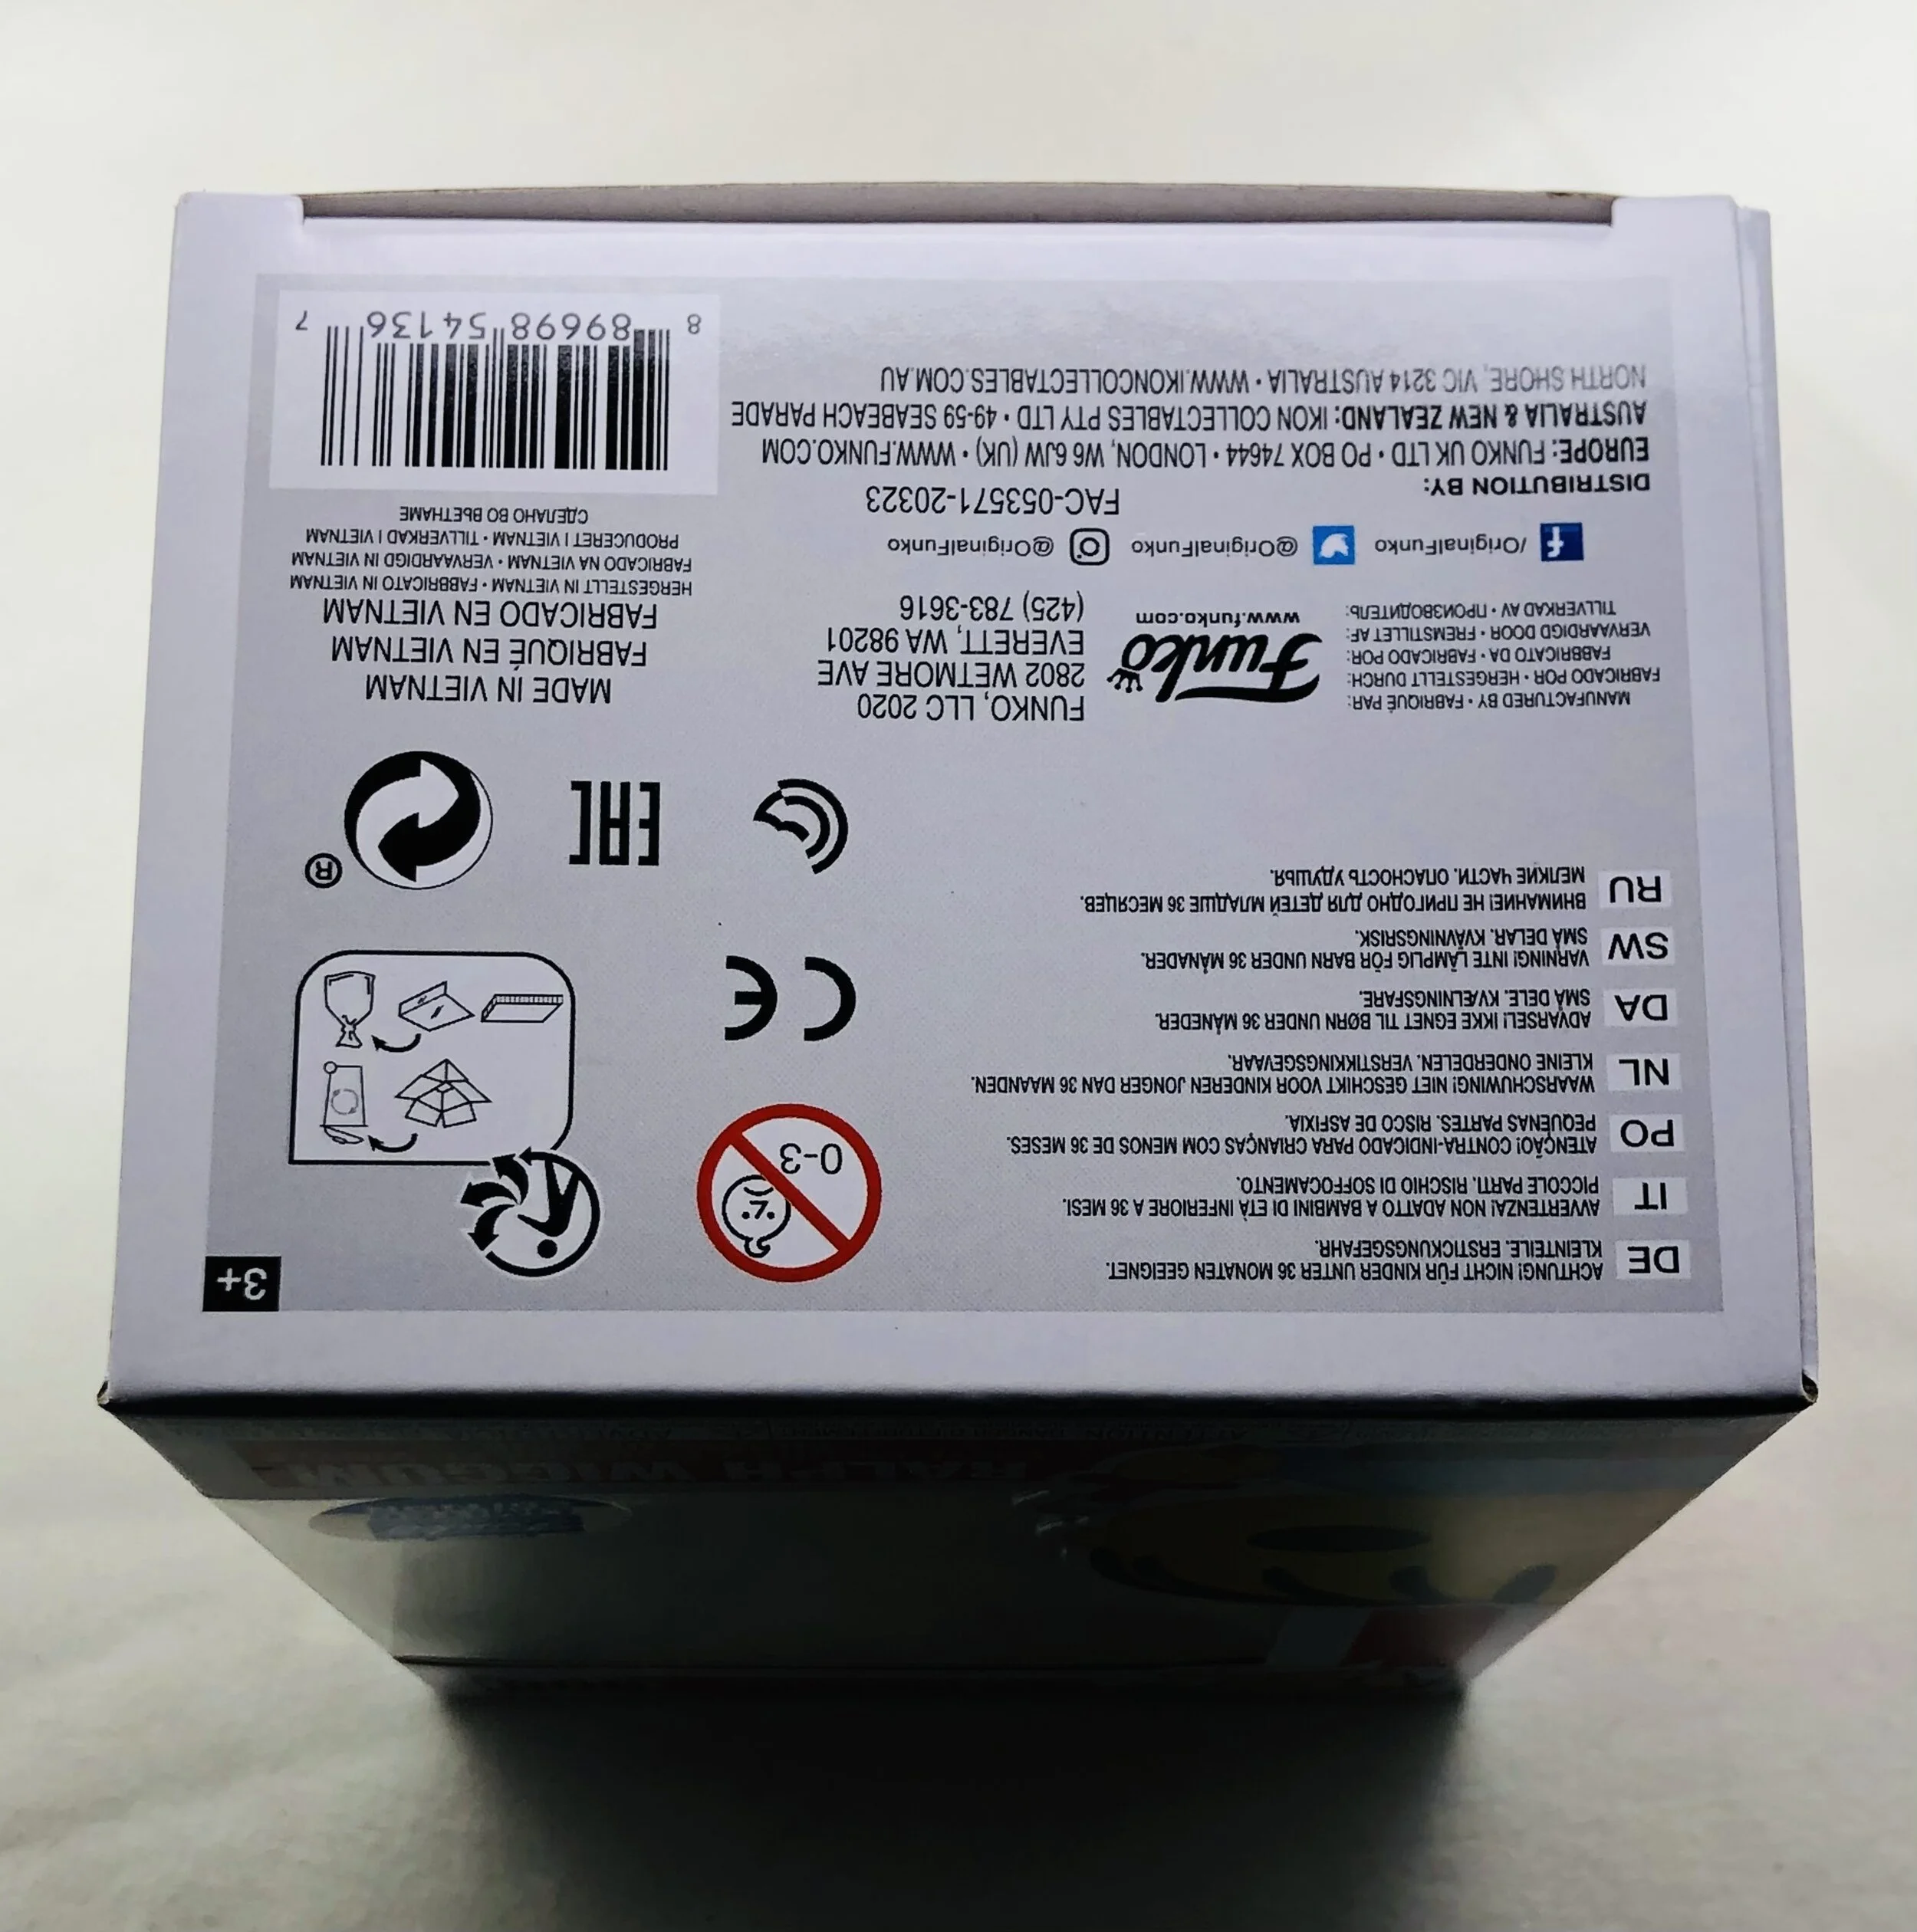 DE
ACHTUNG! NICHT FÜR KINDER UNTER 36 MONATEN GEEIGNET.
KLEINTEILE. ERSTICKUNGSGEFAHR.
IT
AVVERTENZA! NON ADATTO A BAMBINI DI ETÀ INFERIORE A 36 MESI.
PICCOLE PARTI. RISCHIO DI SOFFOCAMENTO.
PO
ATENÇÃO! CONTRA-INDICADO PARA CRIANÇAS COM MENOS DE 36 MESES.
PEQUENAS PARTES. RISCO DE ASFIXIA.
NL
WAARSCHUWING! NIET GESCHIKT VOOR KINDEREN JONGER DAN 36 MAANDEN.
KLEINE ONDERDELEN. VERSTIKKINGSGEVAAR.
DA
ADVARSEL! IKKE EGNET TIL BØRN UNDER 36 MÅNEDER.
SMÅ DELE. KVÆLNINGSFARE.
SW
VARNING! INTE LÄMPLIG FÖR BARN UNDER 36 MÅNADER.
SMÅ DELAR. KVÄVNINGSRISK.
RU
ВНИМАНИЕ! НЕ ПРИГОДНО ДЛЯ ДЕТЕЙ МЛАДШЕ 36 МЕСЯЦЕВ.
МЕЛКИЕ ЧАСТИ. ОПАСНОСТЬ УДУШЬЯ.
0-3
3+
CE
EAC
®
MANUFACTURED BY • FABRIQUÉ PAR:
FABRICADO POR • HERGESTELLT DURCH:
FABBRICATO DA • FABRICADO POR:
VERVAARDIGD DOOR • FREMSTILLET AF:
TILLVERKAD AV • ПРОИЗВОДИТЕЛЬ:
Funko
www.funko.com
FUNKO, LLC 2020
2802 WETMORE AVE
EVERETT, WA 98201
(425) 783-3616
/OriginalFunko
@OriginalFunko
@OriginalFunko
FAC-053571-20323
DISTRIBUTION BY:
EUROPE: FUNKO UK LTD • PO BOX 74644 • LONDON, W6 6JW (UK) • WWW.FUNKO.COM
AUSTRALIA & NEW ZEALAND: IKON COLLECTABLES PTY LTD • 49-59 SEABEACH PARADE
NORTH SHORE, VIC 3214 AUSTRALIA • WWW.IKONCOLLECTABLES.COM.AU
MADE IN VIETNAM
FABRIQUÉ EN VIETNAM
FABRICADO EN VIETNAM
HERGESTELLT IN VIETNAM • FABBRICATO IN VIETNAM
FABRICADO NA VIETNAM • VERVAARDIGD IN VIETNAM
PRODUCERET I VIETNAM • TILLVERKAD I VIETNAM
СДЕЛАНО ВО ВЬЕТНАМЕ
8 89698 54136 7
RALPH WIGGUM